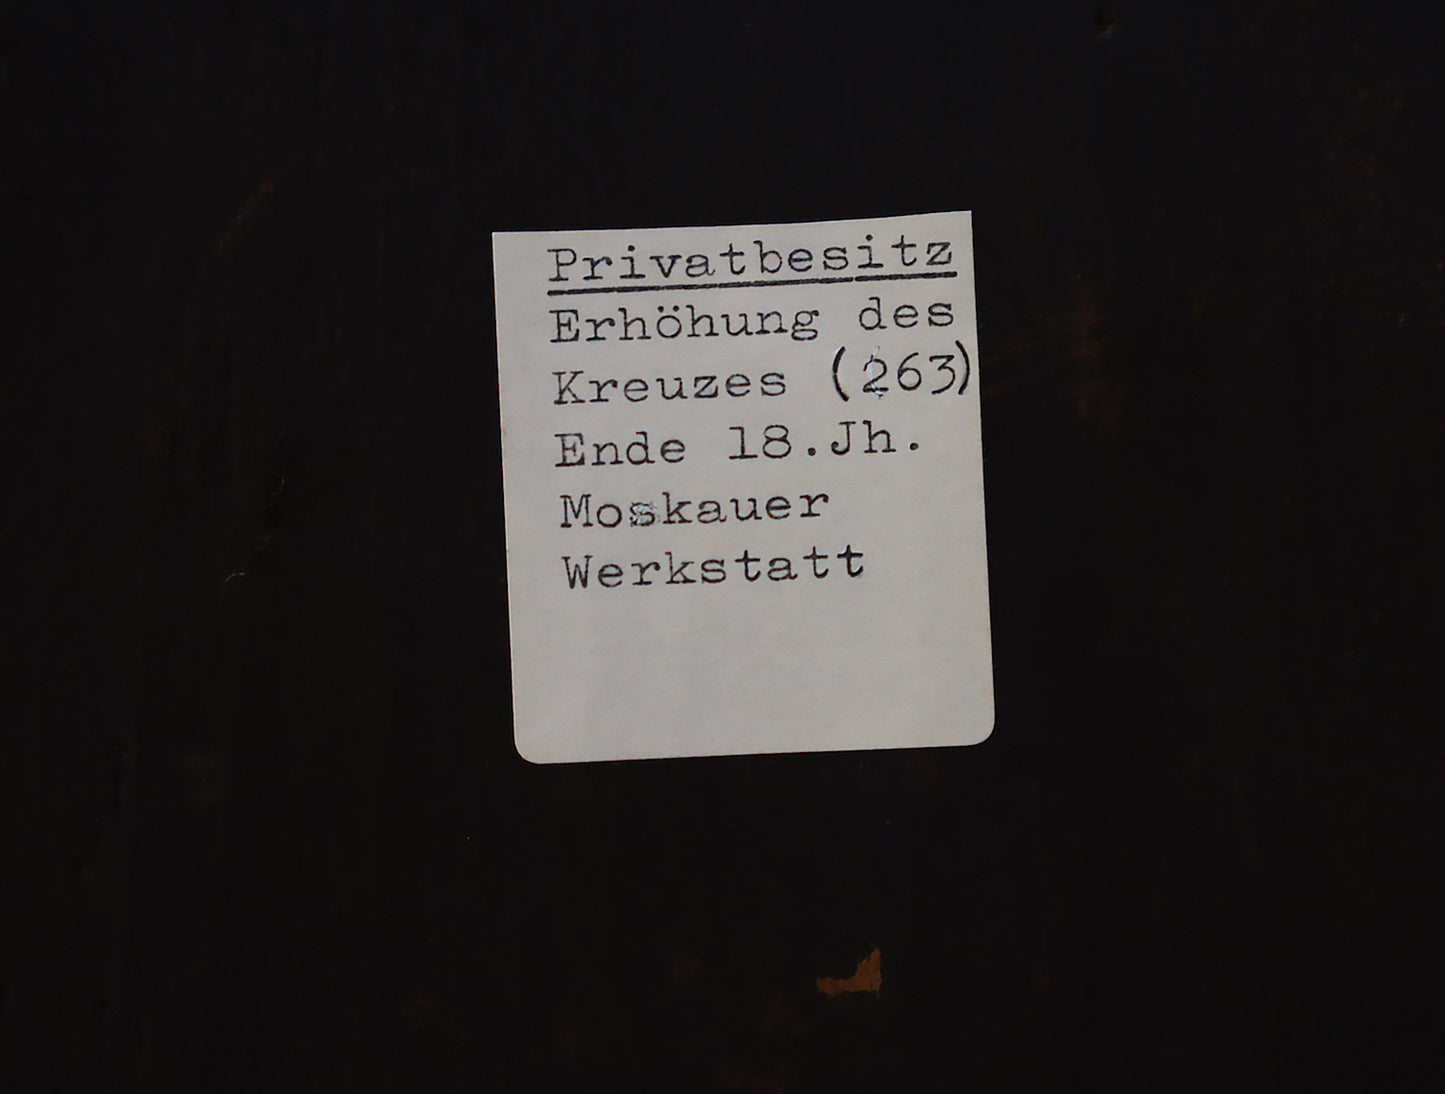 Privatbesitz
Erhöhung des
Kreuzes (263)
Ende 18.Jh.
Moskauer
Werkstatt